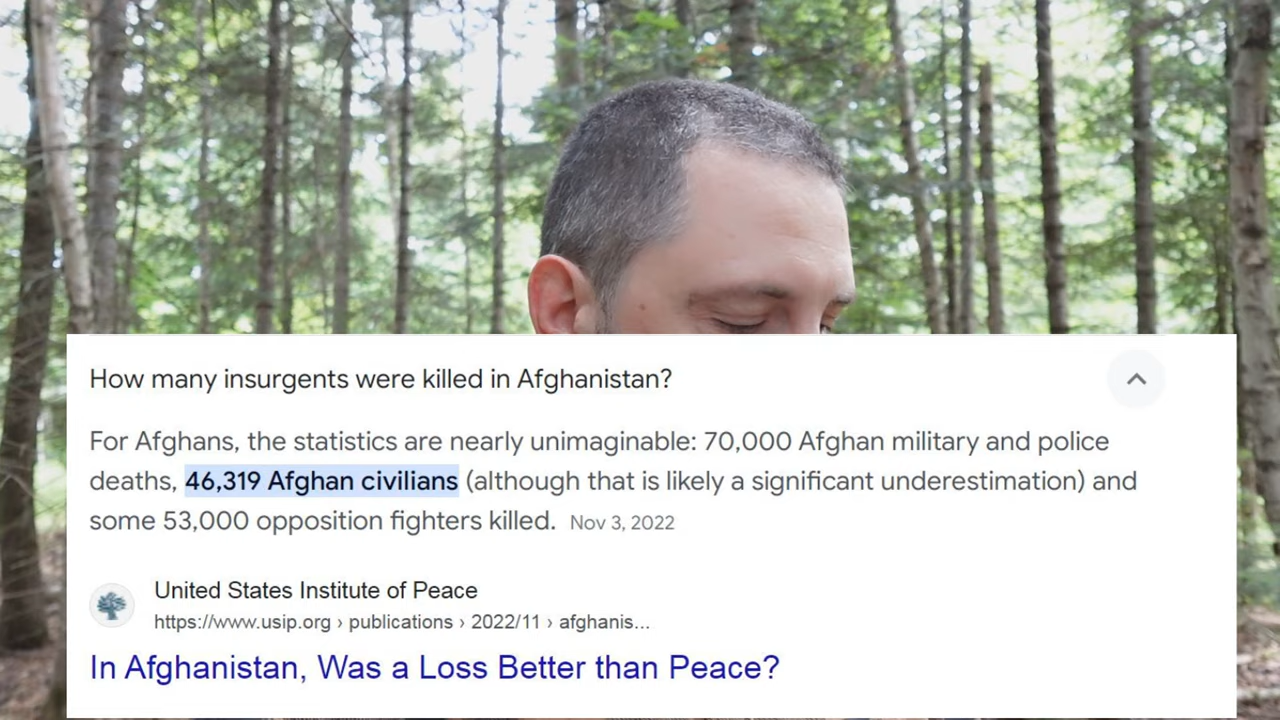 How many insurgents were killed in Afghanistan?
For Afghans, the statistics are nearly unimaginable: 70,000 Afghan military and police
deaths, 46,319 Afghan civilians (although that is likely a significant underestimation) and
some 53,000 opposition fighters killed. Nov 3, 2022
United States Institute of Peace
https://www.usip.org › publications › 2022/11 › afghanis...
In Afghanistan, Was a Loss Better than Peace?